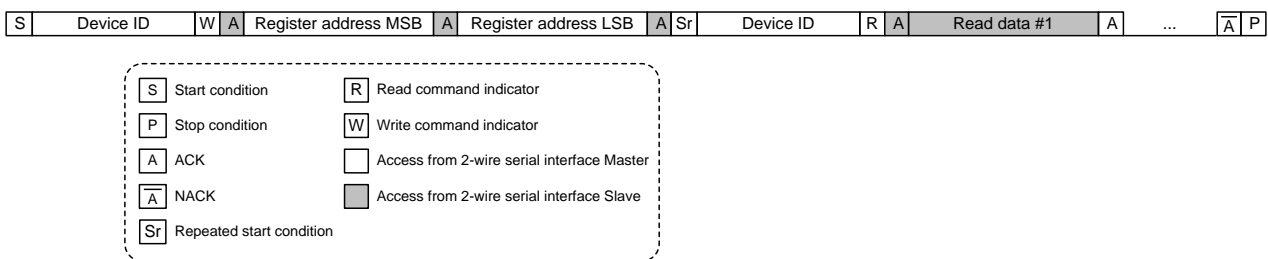 S Device ID W A Register address MSB A Register address LSB A Sr Device ID R A Read data #1 A ... A̅ P
S Start condition R Read command indicator
P Stop condition W Write command indicator
A ACK Access from 2-wire serial interface Master
A̅ NACK Access from 2-wire serial interface Slave
Sr Repeated start condition